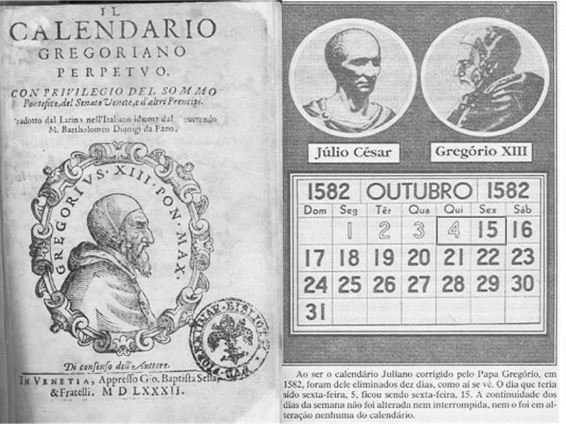 IL
CALENDARIO
GREGORIANO
PERPETVO.
CON PRIVILEGIO DEL SOMMO
Pontefice, del Senato Veneto, e d'altri Prencipi.
radotto dal Latino nell'Italiano idioma dal uerendo
M. Bartholomeo Dionigi da Fano.
GREGORIVS. XIII. PON. MAX.
Di consenso dell'Auttore.
IN VENETIA, Appresso Gio. Baptista Sessa,
& Fratelli. M D LXXXII.
Júlio César
Gregório XIII
1582 OUTUBRO 1582
Dom Seg Têr Qua Qui Sex Sáb
1 2 3 4 15 16
17 18 19 20 21 22 23
24 25 26 27 28 29 30
31
Ao ser o calendário Juliano corrigido pelo Papa Gregório, em
1582, foram dele eliminados dez dias, como aí se vê. O dia que teria
sido sexta-feira, 5, ficou sendo sexta-feira, 15. A continuidade dos
dias da semana não foi alterada nem interrompida, nem o foi em al-
teração nenhuma do calendário.